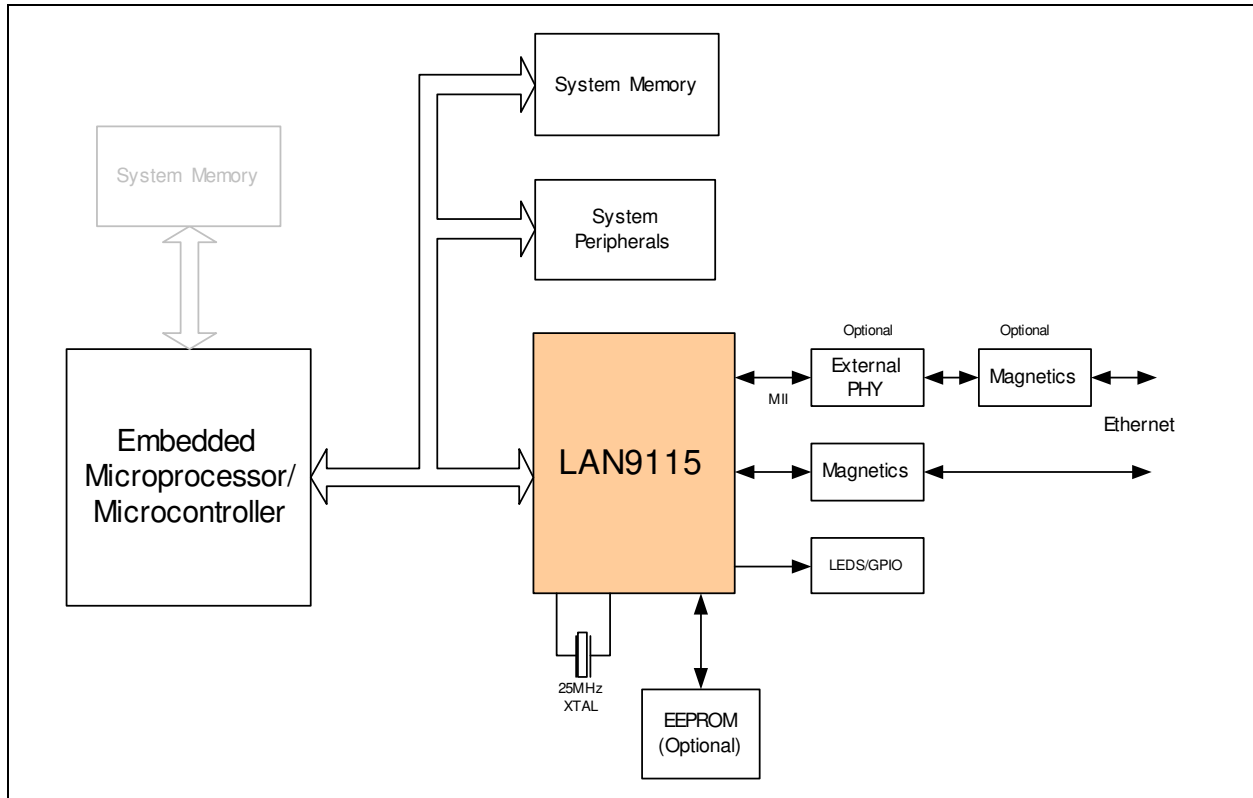 System Memory
System Memory
System
Peripherals
Embedded
Microprocessor/
Microcontroller
LAN9115
Optional
External
PHY
MII
Optional
Magnetics
Ethernet
Magnetics
LEDS/GPIO
25MHz
XTAL
EEPROM
(Optional)